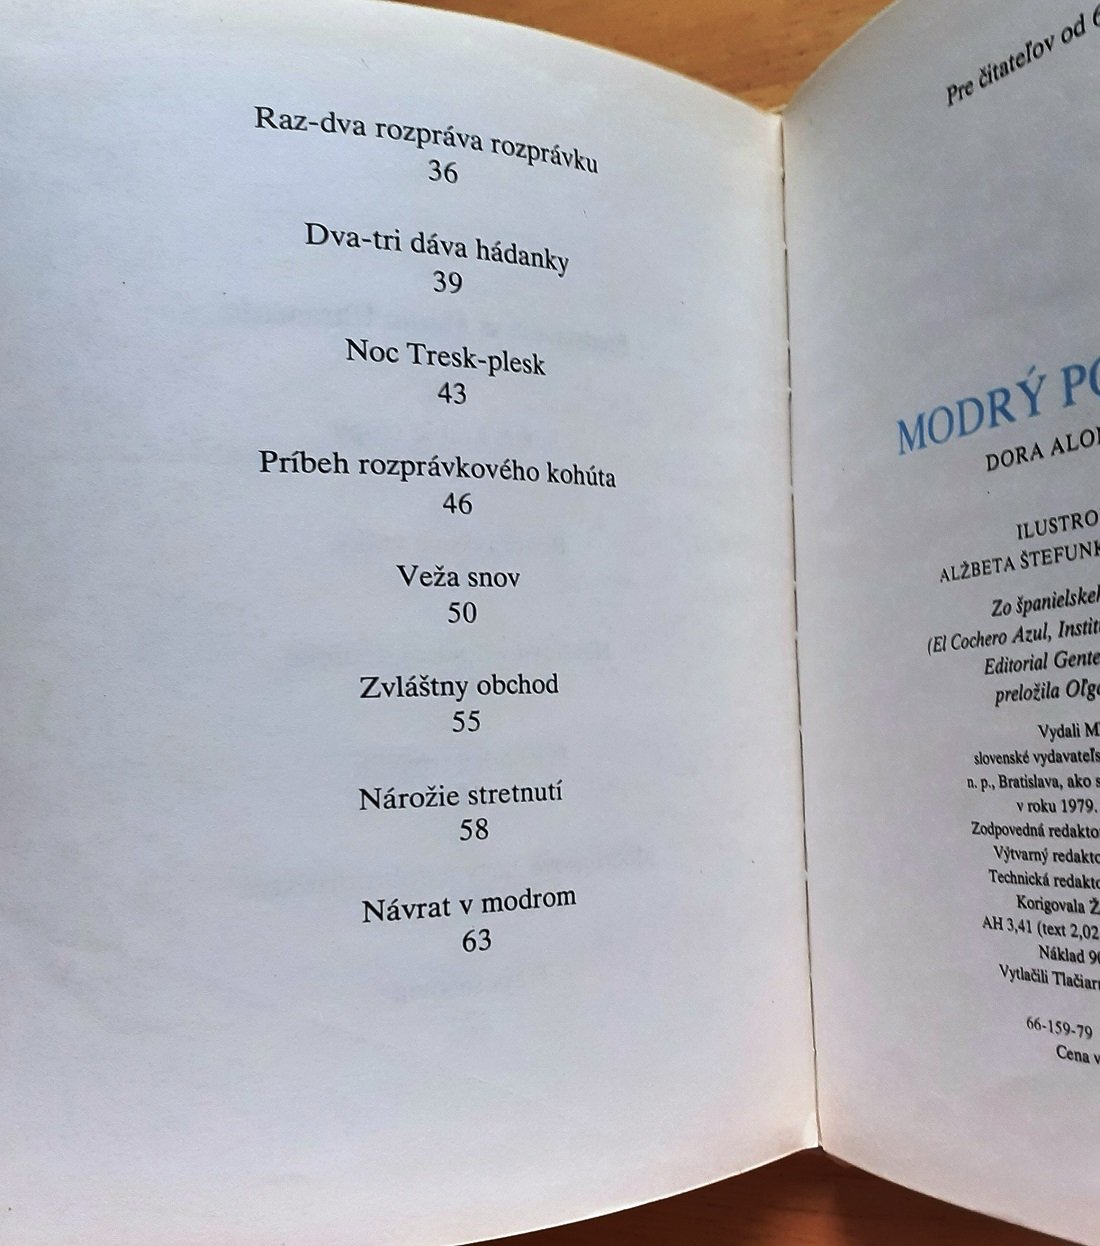 Raz-dva rozpráva rozprávku
36
Dva-tri dáva hádanky
39
Noc Tresk-plesk
43
Príbeh rozprávkového kohúta
46
Veža snov
50
Zvláštny obchod
55
Nárožie stretnutí
58
Návrat v modrom
63
Pre čitateľov od
MODRÝ
DORA
ALŽBETA
Zo
(El Cochero Azul,
Editorial
preložila
Vydali
slovenské
n. p., Bratislava, ako
v roku 1979.
Zodpovedná
Výtvarný
Technická
Korigovala
AH 3,41 (text 2,02
Náklad
Vytlačili
66-159-79
Cena